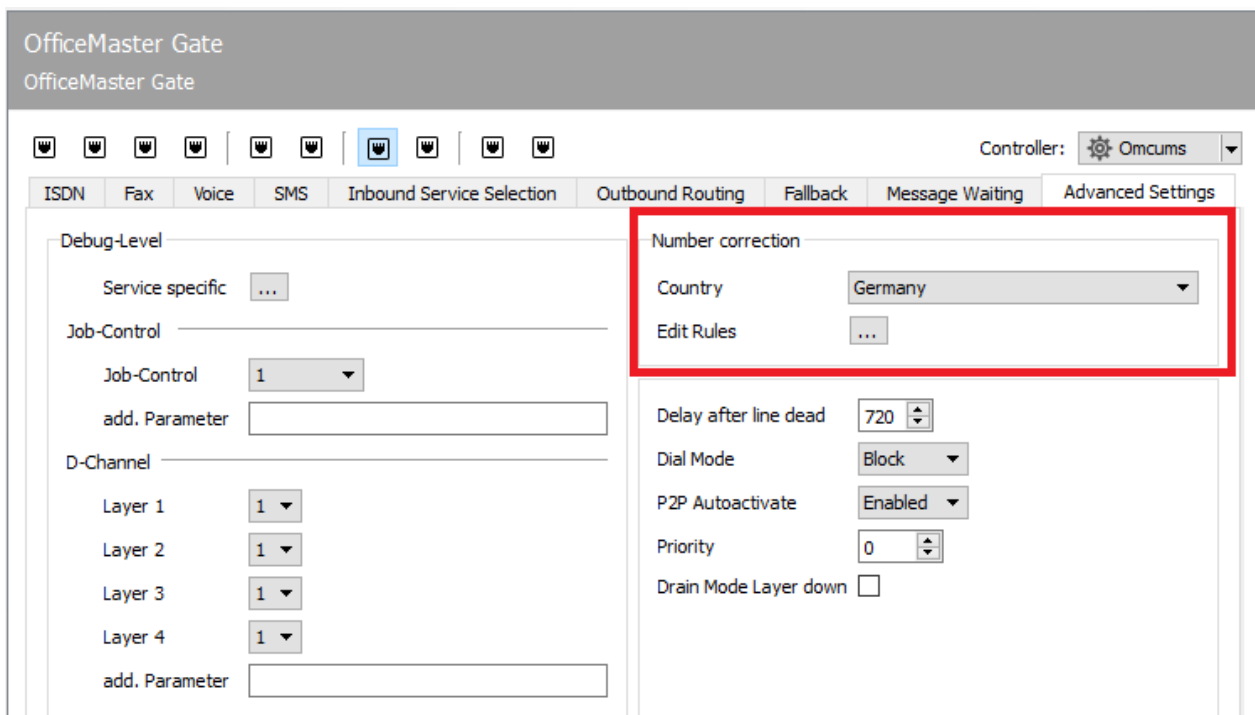 OfficeMaster Gate
OfficeMaster Gate
Controller: Omcums
ISDN Fax Voice SMS Inbound Service Selection Outbound Routing Fallback Message Waiting Advanced Settings
Debug-Level
Service specific ...
Job-Control
Job-Control 1
add. Parameter
D-Channel
Layer 1 1
Layer 2 1
Layer 3 1
Layer 4 1
add. Parameter
Number correction
Country Germany
Edit Rules ...
Delay after line dead 720
Dial Mode Block
P2P Autoactivate Enabled
Priority 0
Drain Mode Layer down